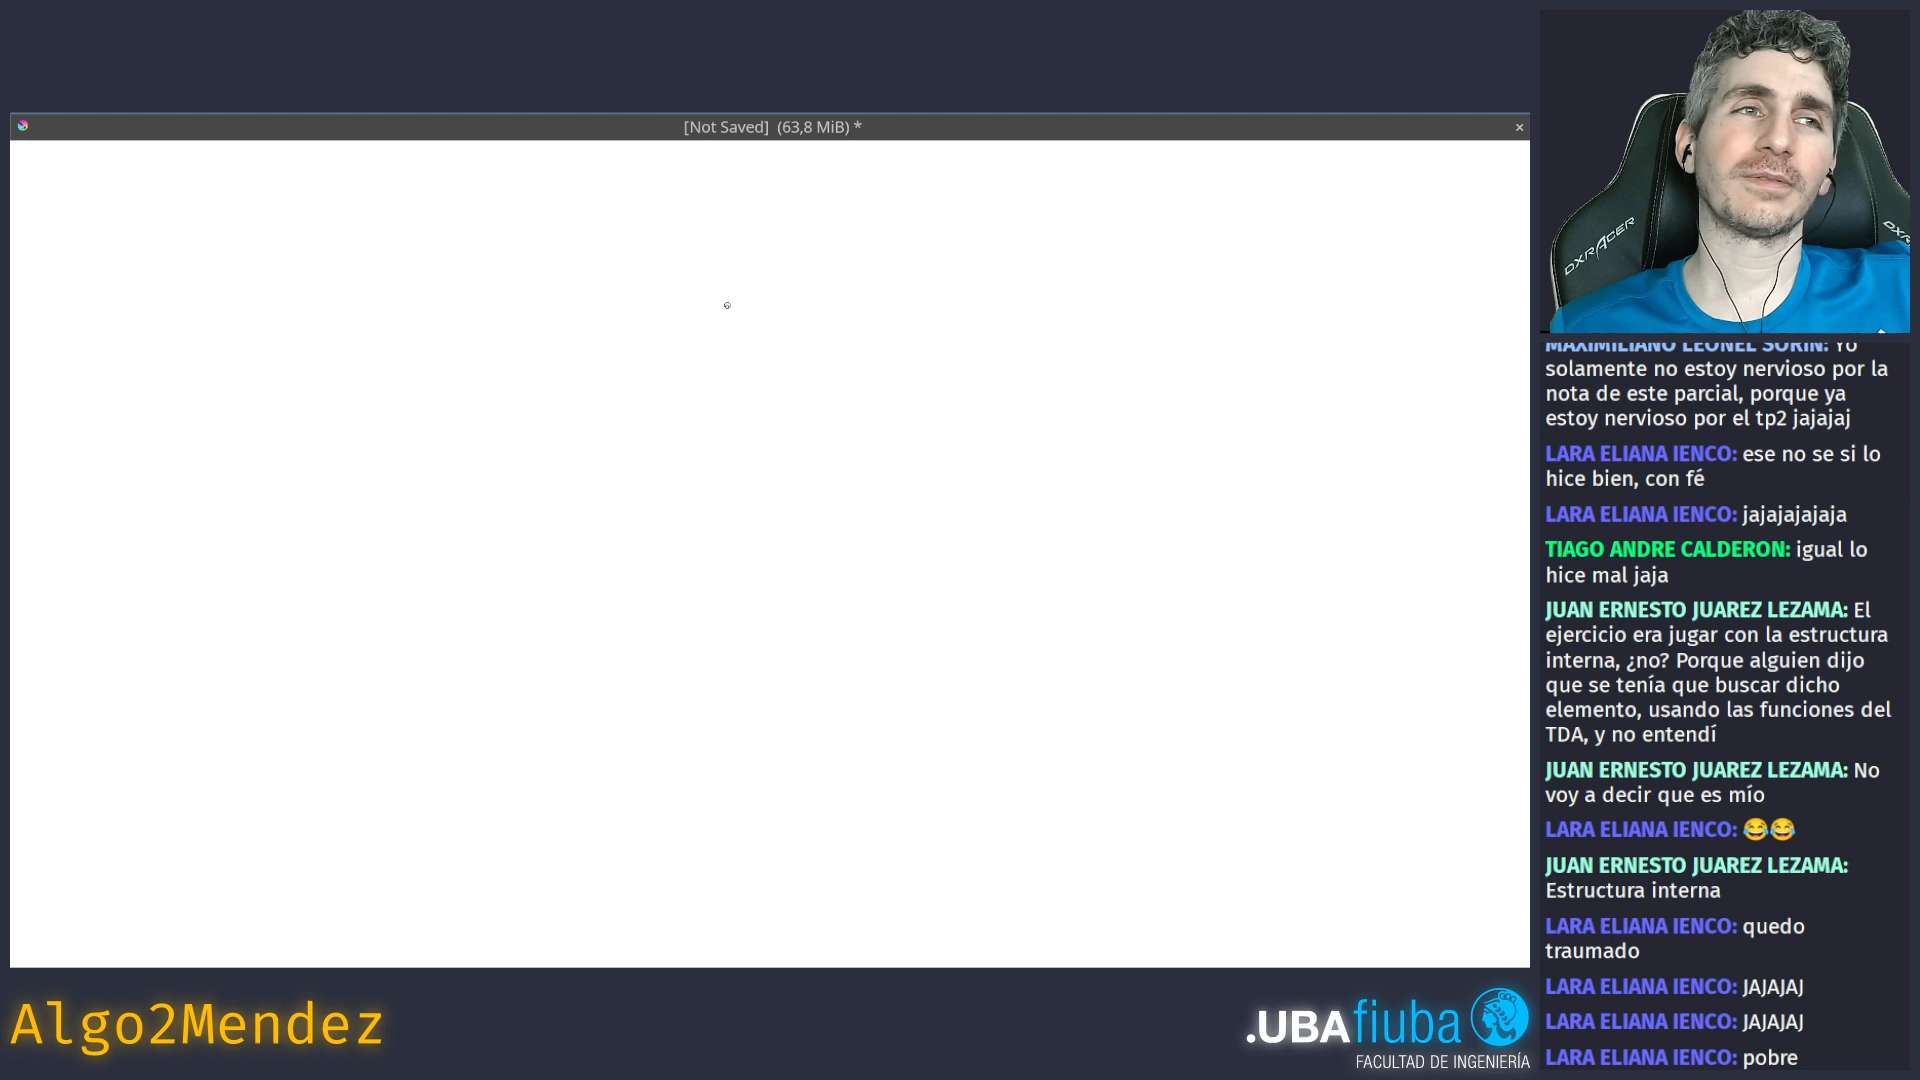 [Not Saved] (63,8 MiB) *
×
DXRACER
MAXIMILIANO LEONEL SORIN: Yo
solamente no estoy nervioso por la
nota de este parcial, porque ya
estoy nervioso por el tp2 jajajaj
LARA ELIANA IENCO: ese no se si lo
hice bien, con fé
LARA ELIANA IENCO: jajajajajaja
TIAGO ANDRE CALDERON: igual lo
hice mal jaja
JUAN ERNESTO JUAREZ LEZAMA: El
ejercicio era jugar con la estructura
interna, ¿no? Porque alguien dijo
que se tenía que buscar dicho
elemento, usando las funciones del
TDA, y no entendí
JUAN ERNESTO JUAREZ LEZAMA: No
voy a decir que es mío
LARA ELIANA IENCO: 😂😂
JUAN ERNESTO JUAREZ LEZAMA:
Estructura interna
LARA ELIANA IENCO: quedo
traumado
LARA ELIANA IENCO: JAJAJAJ
LARA ELIANA IENCO: JAJAJAJ
LARA ELIANA IENCO: pobre
Algo2Mendez
.UBAfiuba
FACULTAD DE INGENIERÍA